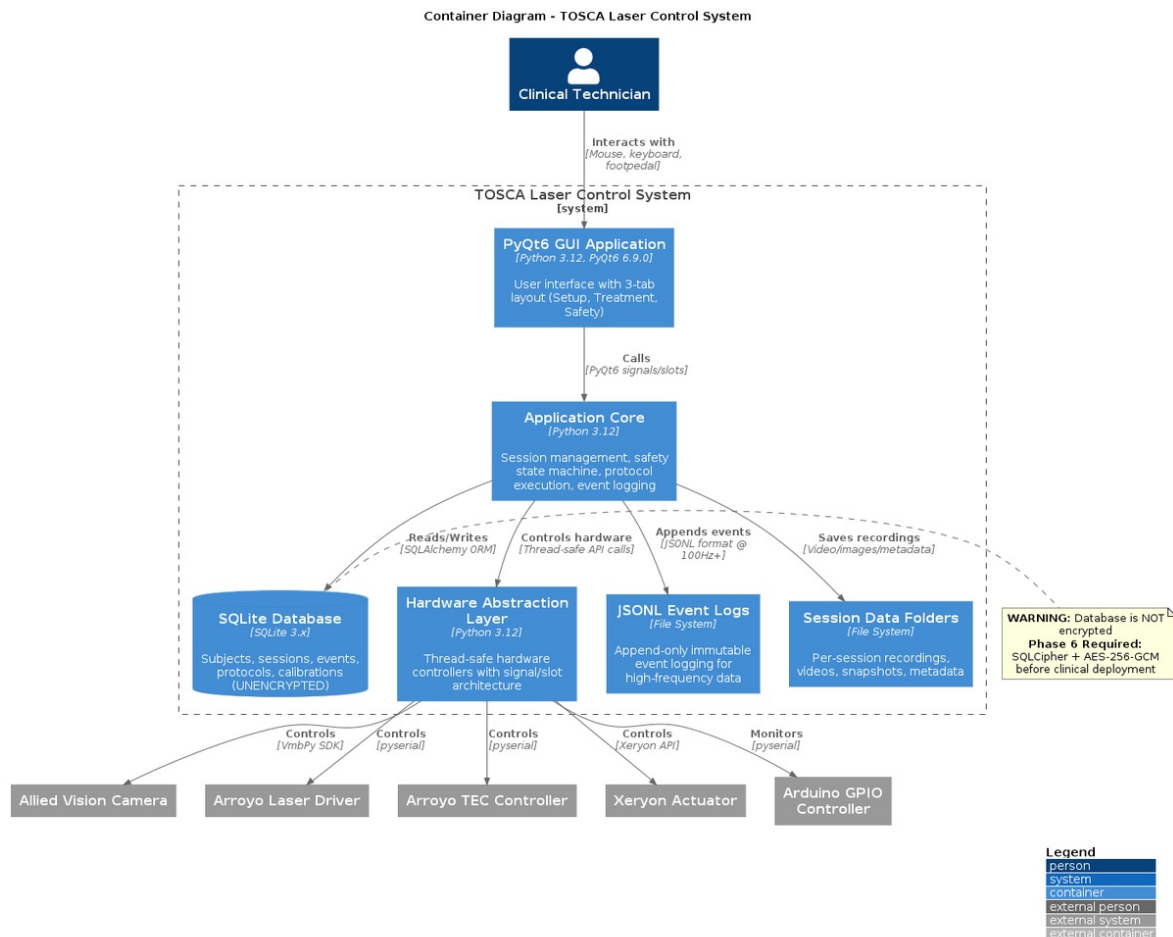 Container Diagram - TOSCA Laser Control System
Clinical Technician
Interacts with
[Mouse, keyboard,
footpedal]
TOSCA Laser Control System
[system]
PyQt6 GUI Application
[Python 3.12, PyQt6 6.9.0]
User interface with 3-tab
layout (Setup, Treatment,
Safety)
Calls
[PyQt6 signals/slots]
Application Core
[Python 3.12]
Session management, safety
state machine, protocol
execution, event logging
Reads/Writes
[SQLAlchemy ORM]
Controls hardware
[Thread-safe API calls]
Appends events
[JSONL format @
100Hz+]
Saves recordings
[Video/images/metadata]
SQLite Database
[SQLite 3.x]
Subjects, sessions, events,
protocols, calibrations
(UNENCRYPTED)
Hardware Abstraction
Layer
[Python 3.12]
Thread-safe hardware
controllers with signal/slot
architecture
JSONL Event Logs
[File System]
Append-only immutable
event logging for
high-frequency data
Session Data Folders
[File System]
Per-session recordings,
videos, snapshots, metadata
WARNING: Database is NOT
encrypted
Phase 6 Required:
SQLCipher + AES-256-GCM
before clinical deployment
Controls
[VmbPy SDK]
Controls
[pyserial]
Controls
[pyserial]
Controls
[Xeryon API]
Monitors
[pyserial]
Allied Vision Camera
Arroyo Laser Driver
Arroyo TEC Controller
Xeryon Actuator
Arduino GPIO
Controller
Legend
person
system
container
external person
external system
external container